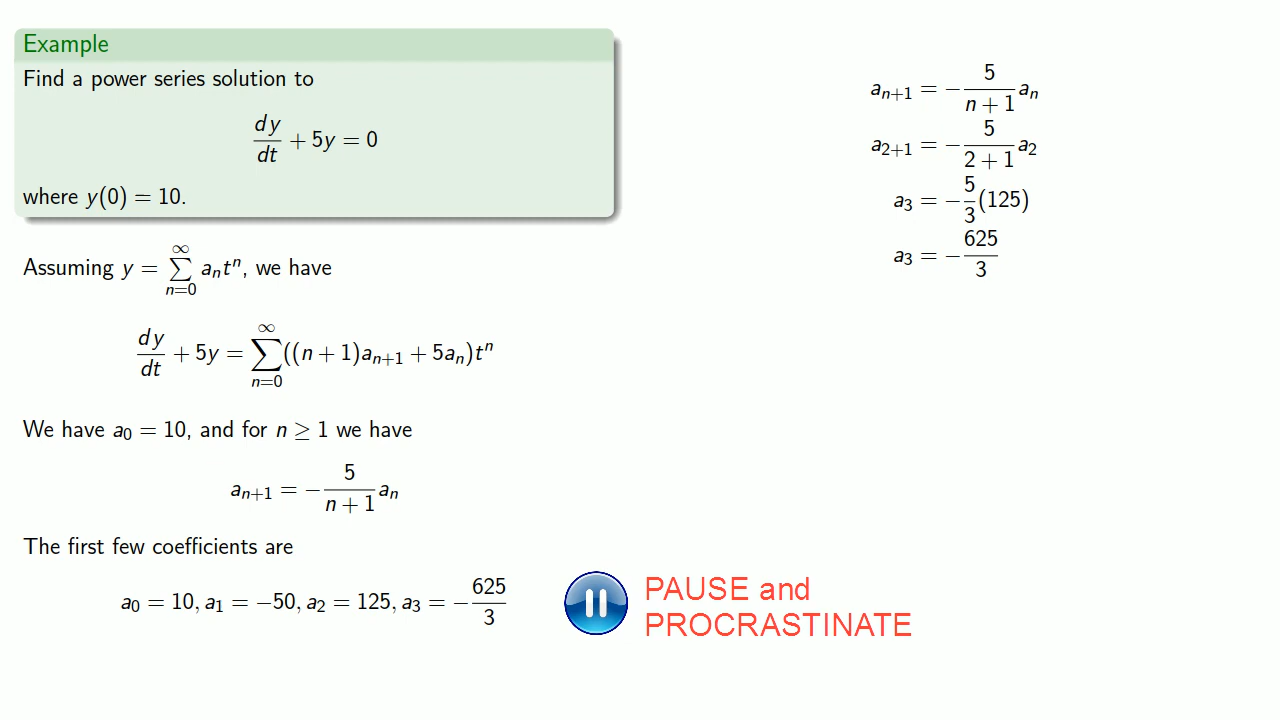 Example
Find a power series solution to
dy/dt + 5y = 0
where y(0) = 10.
Assuming y = ∑_{n=0}^{∞} a_n t^n, we have
dy/dt + 5y = ∑_{n=0}^{∞} ((n + 1)a_{n+1} + 5a_n)t^n
We have a_0 = 10, and for n ≥ 1 we have
a_{n+1} = −5/(n + 1) a_n
The first few coefficients are
a_0 = 10, a_1 = −50, a_2 = 125, a_3 = −625/3
a_{n+1} = −5/(n + 1) a_n
a_{2+1} = −5/(2 + 1) a_2
a_3 = −5/3 (125)
a_3 = −625/3
PAUSE and
PROCRASTINATE